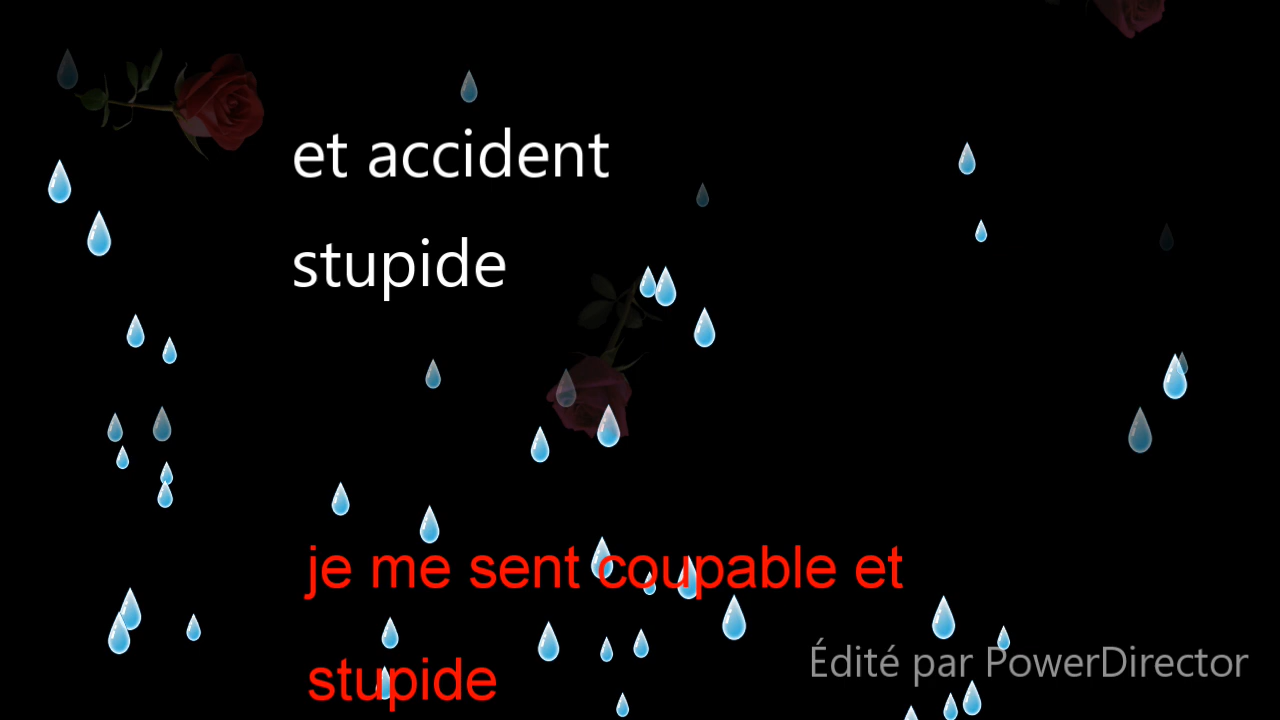 et accident
stupide
je me sent coupable et
stupide
Édité par PowerDirector